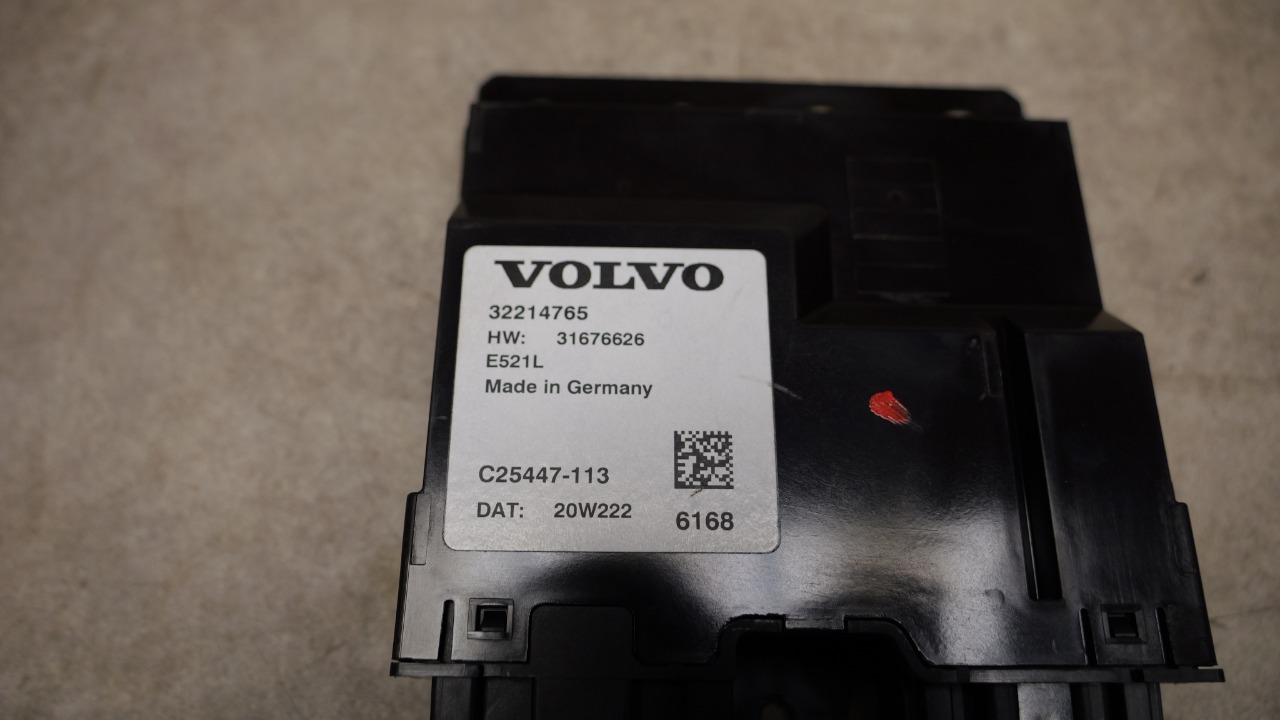 VOLVO
32214765
HW: 31676626
E521L
Made in Germany
C25447-113
DAT: 20W222
6168